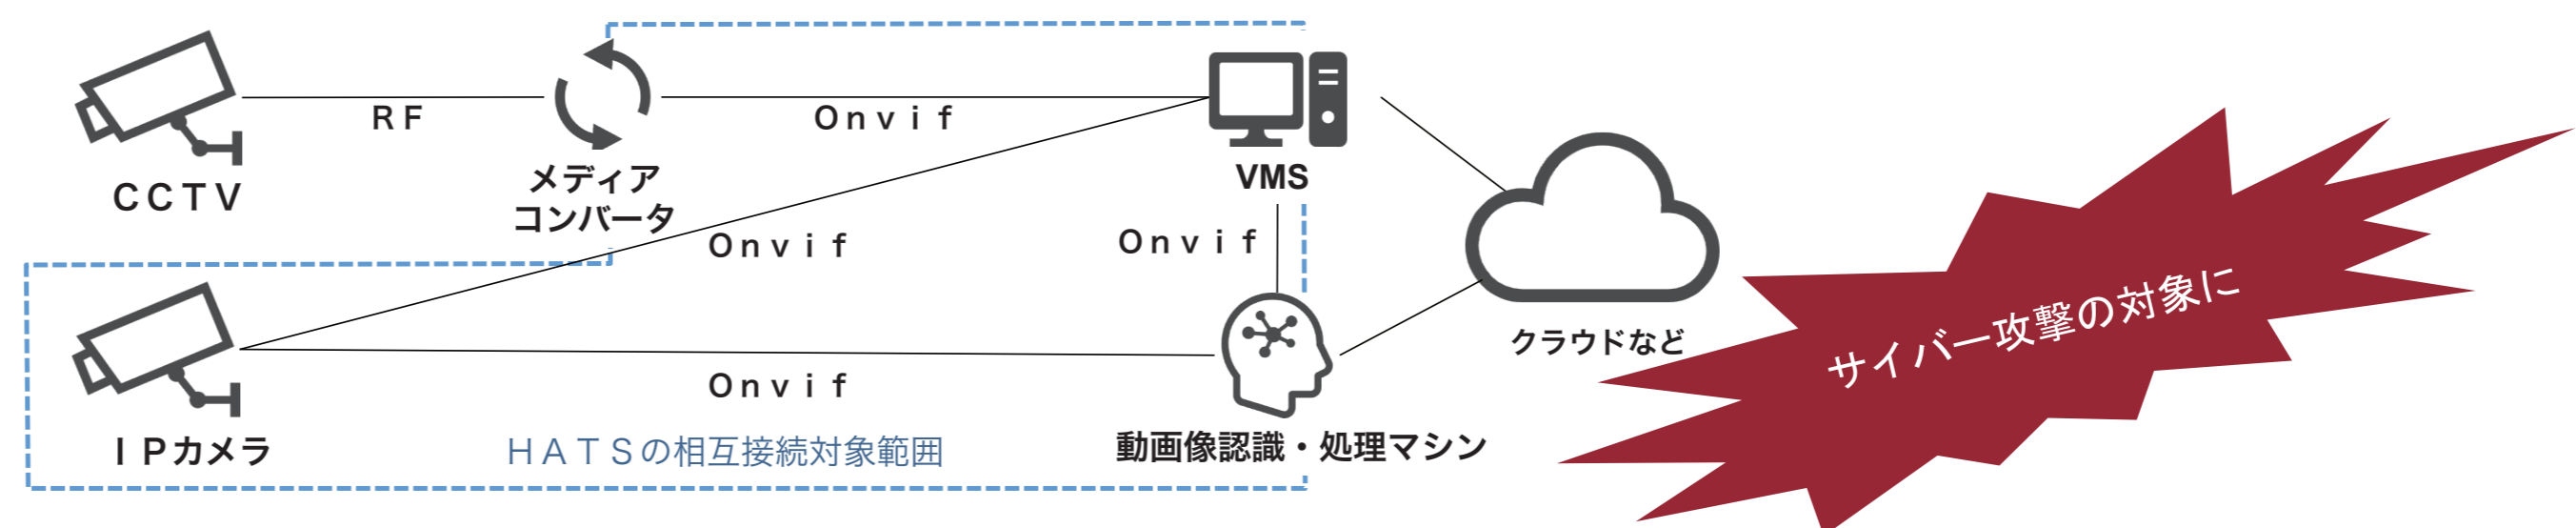 RF
Onvif
CCTV
メディア
コンバータ
VMS
Onvif
Onvif
クラウドなど
サイバー攻撃の対象に
Onvif
IPカメラ
HATSの相互接続対象範囲
動画像認識・処理マシン